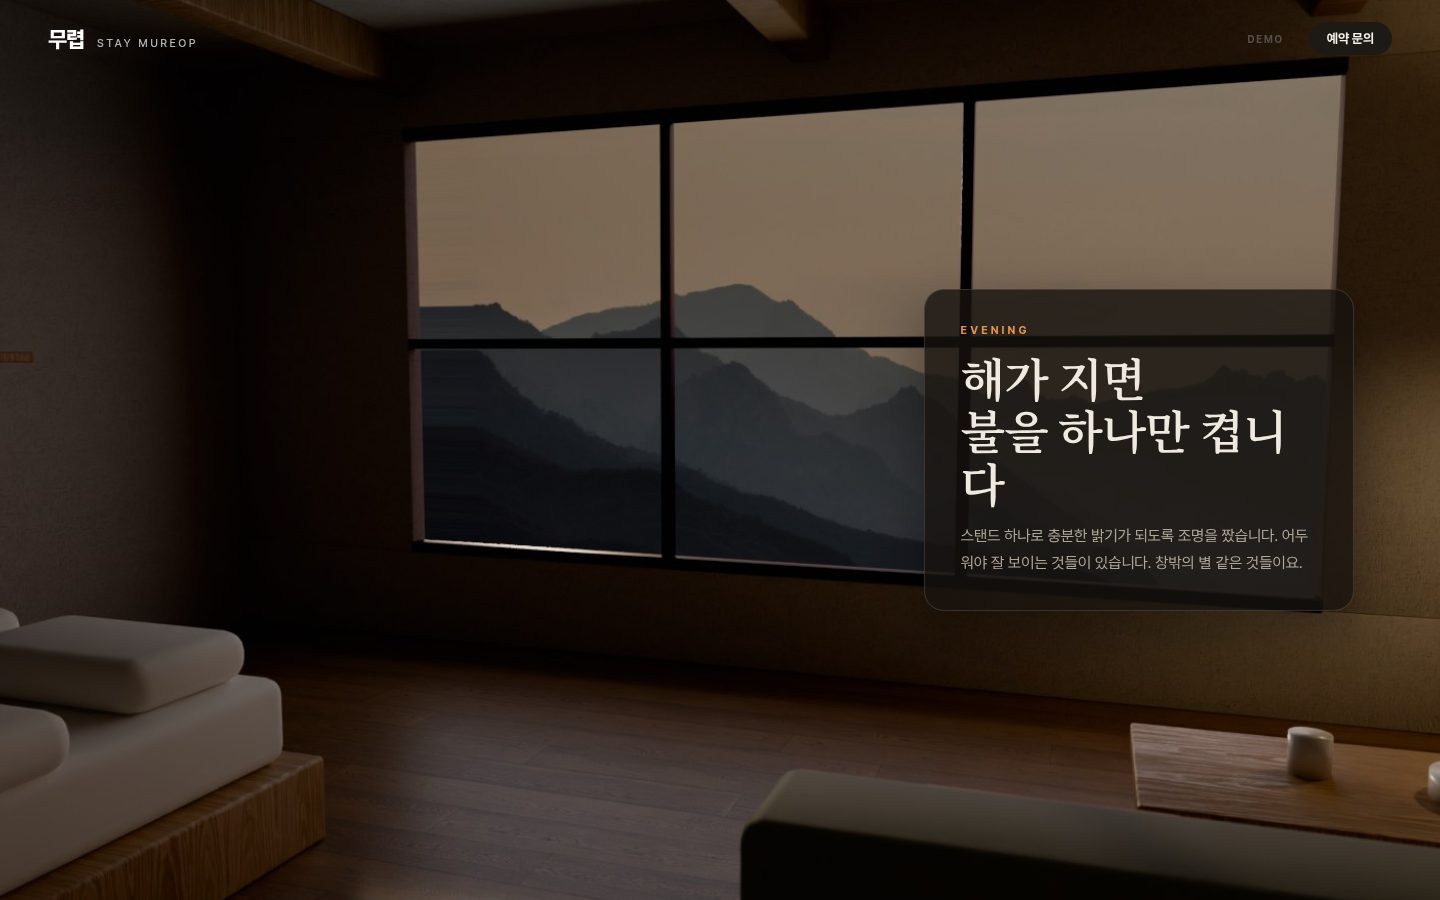 무렵 STAY MUREOP
DEMO 예약 문의
EVENING
해가 지면
불을 하나만 켭니
다
스탠드 하나로 충분한 밝기가 되도록 조명을 짰습니다. 어두
워야 잘 보이는 것들이 있습니다. 창밖의 별 같은 것들이요.